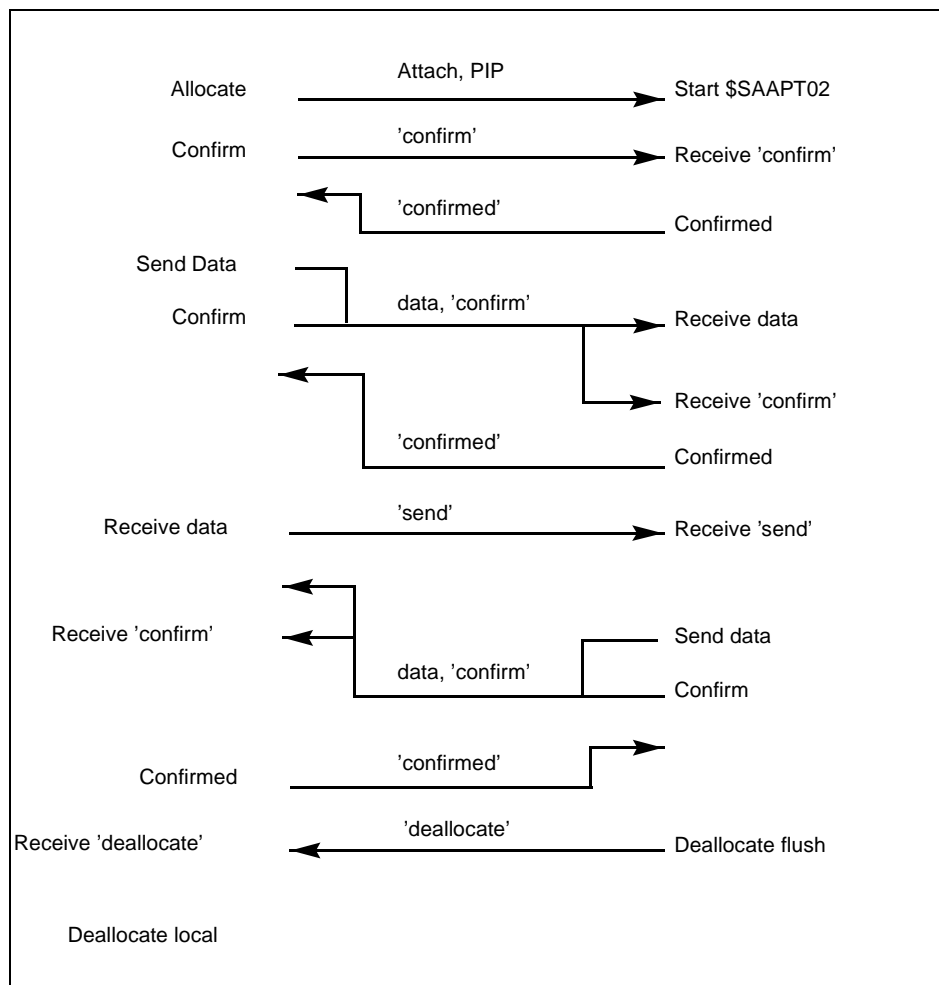 Attach, PIP
Allocate Start $SAAPT02
’confirm’
Confirm Receive ’confirm’
’confirmed’
Confirmed
Send Data
data, ’confirm’
Confirm Receive data
Receive ’confirm’
’confirmed’
Confirmed
’send’
Receive data Receive ’send’
Receive ’confirm’ Send data
data, ’confirm’
Confirm
’confirmed’
Confirmed
’deallocate’
Receive ’deallocate’ Deallocate flush
Deallocate local